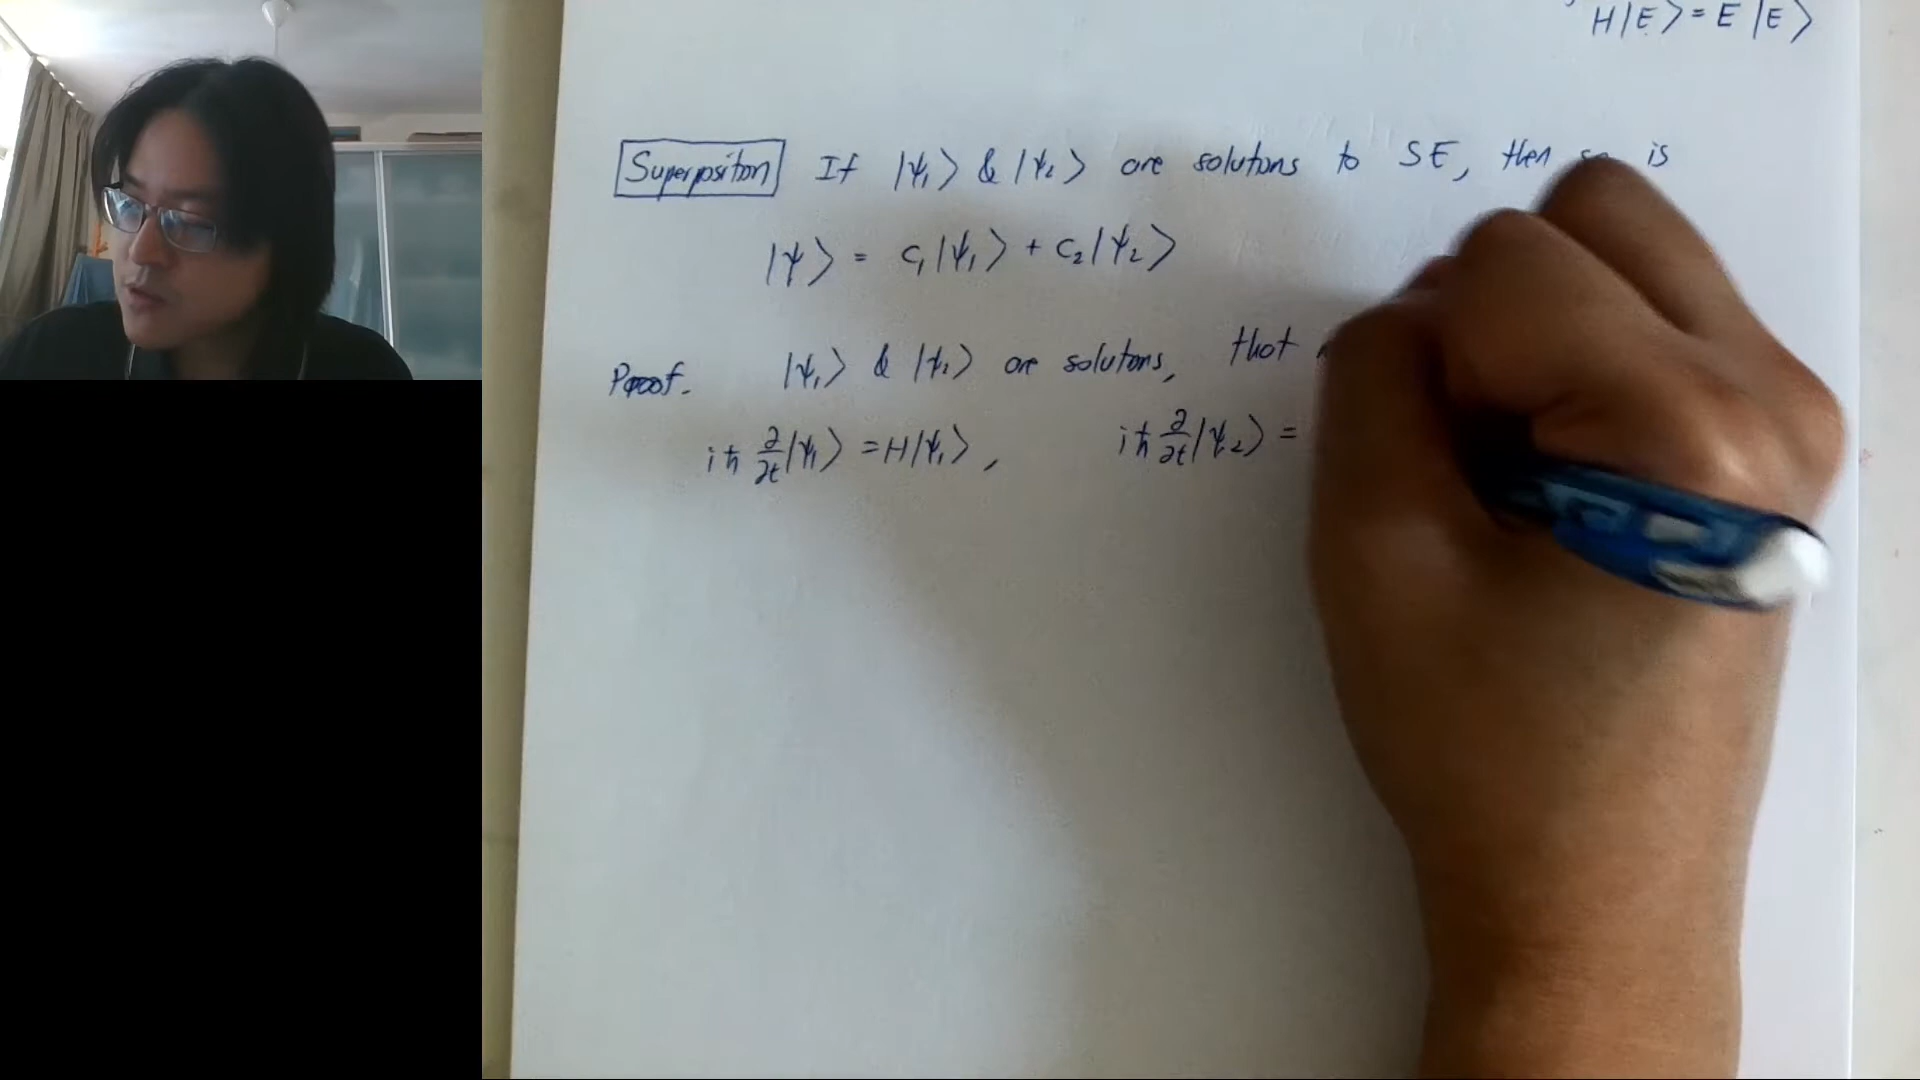 H|E⟩ = E|E⟩
Superposition If |ψ₁⟩ & |ψ₂⟩ are solutions to SE, then so is
|ψ⟩ = c₁|ψ₁⟩ + c₂|ψ₂⟩
Proof. |ψ₁⟩ & |ψ₂⟩ are solutions, that
iħ ∂/∂t |ψ₁⟩ = H|ψ₁⟩, iħ ∂/∂t |ψ₂⟩ =